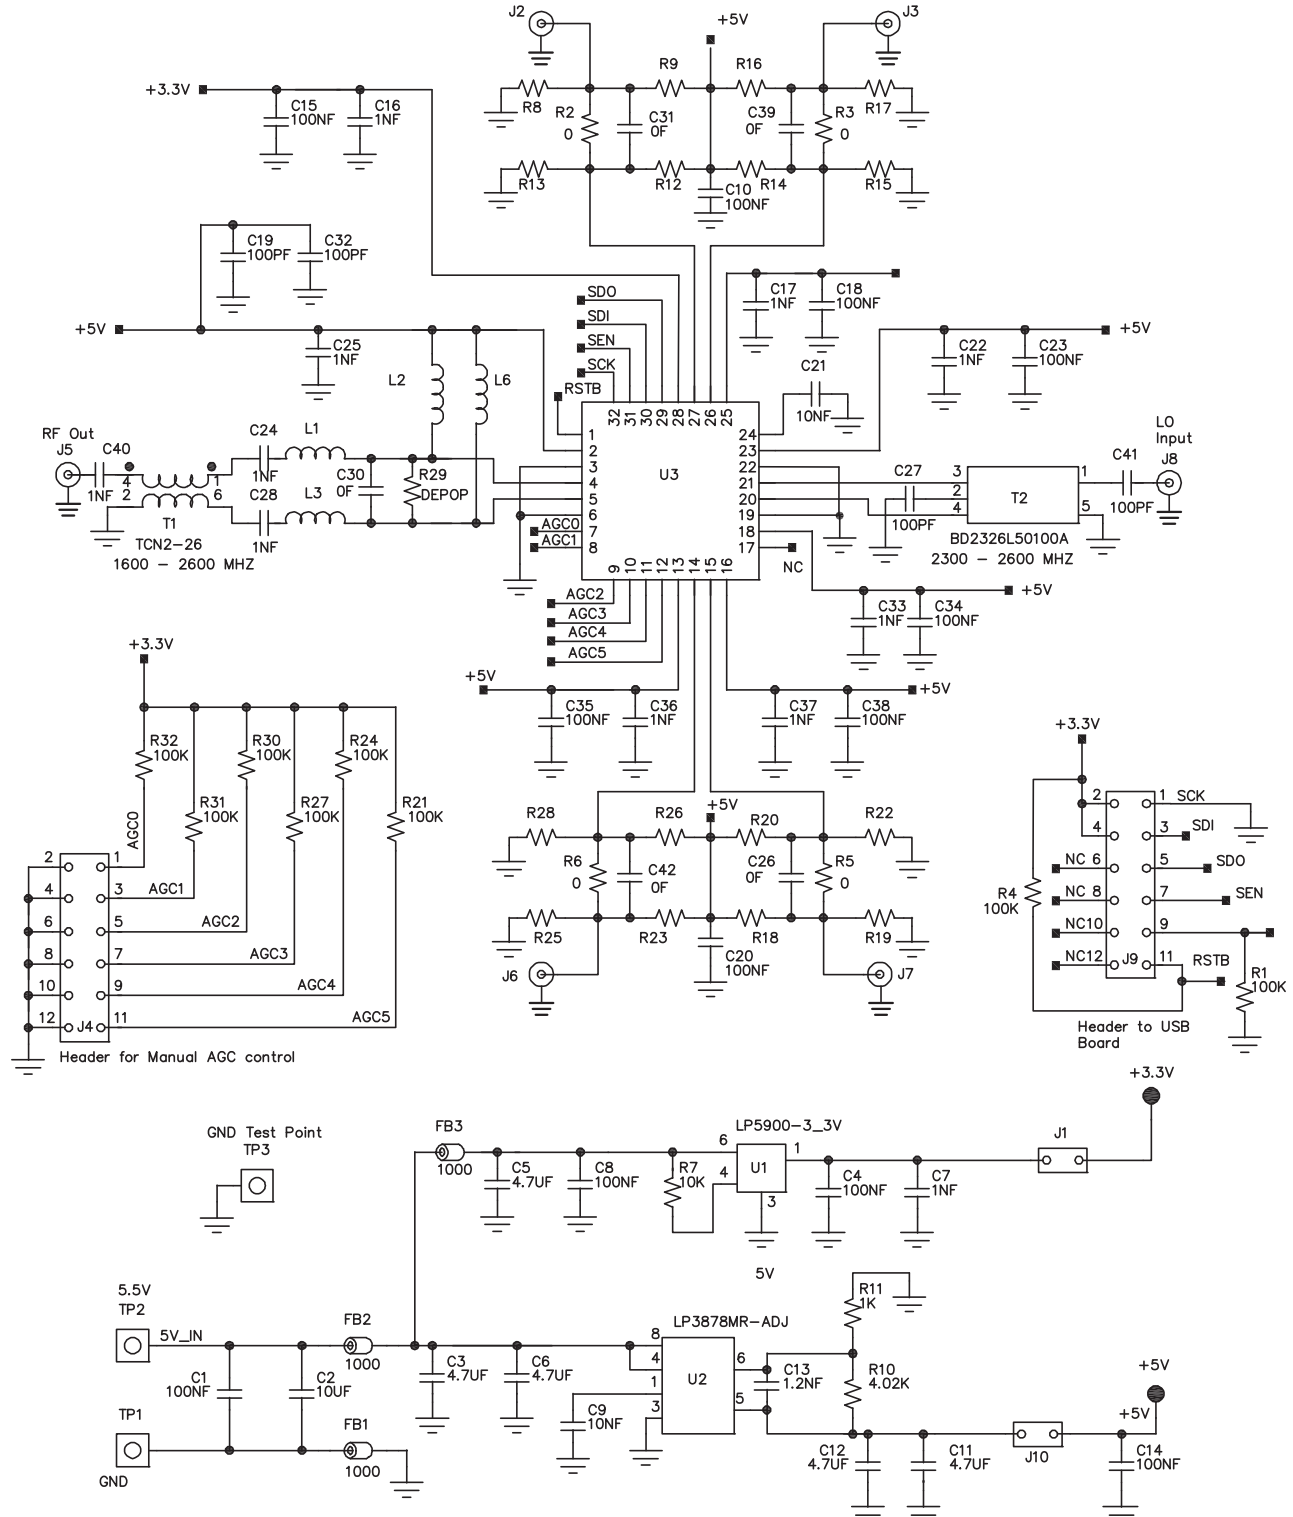 J2
J3
+5V
R9
R16
+3.3V
C15
100NF
C16
1NF
R8
R2
0
C31
0F
C39
0F
R3
0
R17
R13
R12
C10
100NF
R14
R15
C19
100PF
C32
100PF
SDO
SDI
SEN
SCK
RSTB
C17
1NF
C18
100NF
+5V
C25
1NF
L2
L6
C22
1NF
C23
100NF
+5V
C21
10NF
32 31 30 29 28 27 26 25
1
2
3
4
5
6
7
8
U3
24
23
22
21
20
19
18
17
9 10 11 12 13 14 15 16
RF Out
J5
C40
1NF
4
2
1
6
T1
TCN2-26
1600 - 2600 MHZ
C24
1NF
L1
C28
1NF
L3
C30
0F
R29
DEPOP
AGC0
AGC1
C27
100PF
3
2
4
T2
1
5
BD2326L50100A
2300 - 2600 MHZ
C41
100PF
LO
Input
J8
NC
AGC2
AGC3
AGC4
AGC5
C33
1NF
C34
100NF
+5V
+5V
C35
100NF
C36
1NF
C37
1NF
C38
100NF
+5V
+3.3V
R32
100K
R30
100K
R24
100K
R31
100K
R27
100K
R21
100K
AGC0
2 1
4 3 AGC1
6 5 AGC2
8 7 AGC3
10 9 AGC4
12 J4 11 AGC5
Header for Manual AGC control
R28
R26
+5V
R20
R22
R6
0
C42
0F
C26
0F
R5
0
R25
R23
C20
100NF
R18
R19
J6
J7
+3.3V
2 1 SCK
4 3 SDI
NC 6 5 SDO
NC 8 7 SEN
NC10 9
NC12 J9 11 RSTB
R4
100K
R1
100K
Header to USB
Board
+3.3V
GND Test Point
TP3
FB3
1000
C5
4.7UF
C8
100NF
R7
10K
LP5900-3_3V
6
4
U1
1
3
C4
100NF
C7
1NF
J1
5V
5.5V
TP2
5V_IN
C1
100NF
C2
10UF
FB2
1000
TP1
GND
FB1
1000
C3
4.7UF
C6
4.7UF
C9
10NF
LP3878MR-ADJ
8
4
1
3
U2
6
5
C13
1.2NF
R11
1K
R10
4.02K
C12
4.7UF
C11
4.7UF
J10
+5V
+5V
C14
100NF